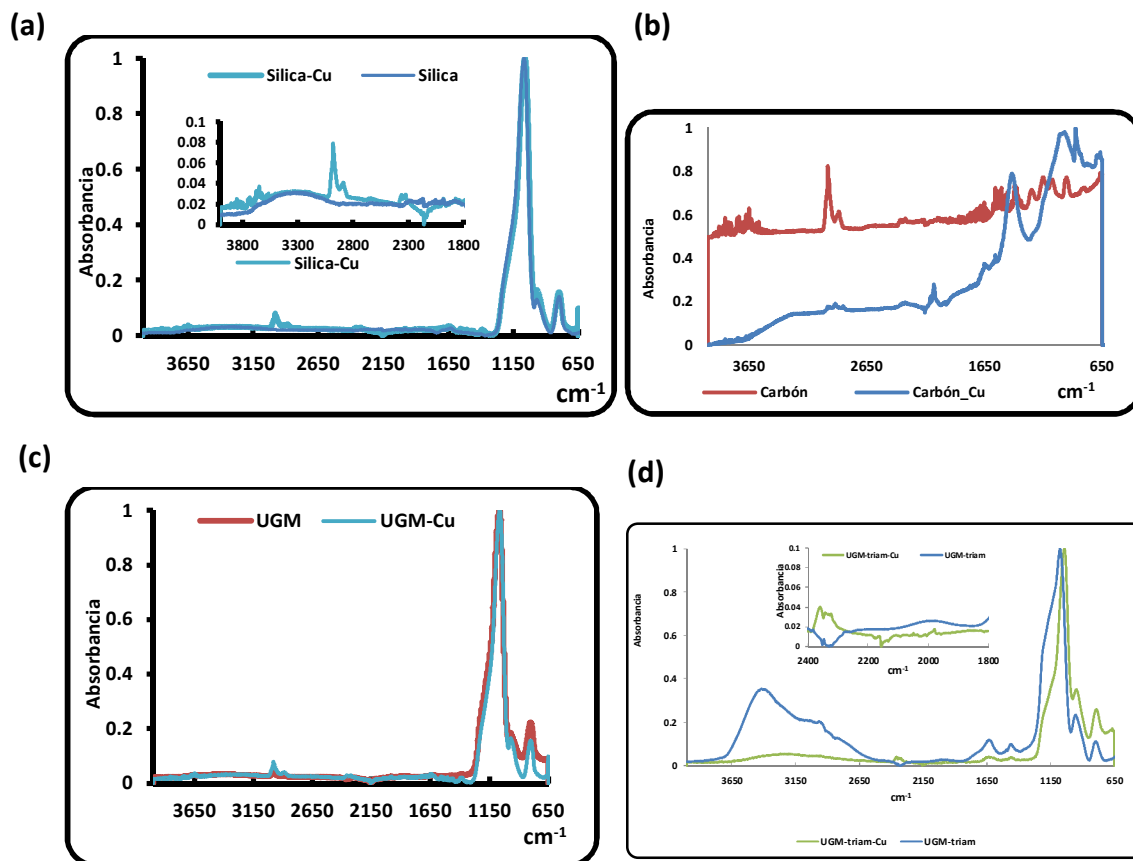 (a)
Silica-Cu Silica
Absorbancia
1
0.8
0.6
0.4
0.2
0
0.1
0.08
0.06
0.04
0.02
0
3800 3300 2800 2300 1800
Silica-Cu
3650 3150 2650 2150 1650 1150 650
cm-1
(b)
Absorbancia
1
0.8
0.6
0.4
0.2
0
3650 2650 1650 650
Carbón Carbón_Cu cm-1
(c)
UGM UGM-Cu
Absorbancia
1
0.8
0.6
0.4
0.2
0
3650 3150 2650 2150 1650 1150 650
cm-1
(d)
Absorbancia
1
0.8
0.6
0.4
0.2
0
UGM-triam-Cu UGM-triam
Absorbancia
0.1
0.08
0.06
0.04
0.02
0
2400 2200 2000 1800
cm-1
3650 3150 2650 2150 1650 1150 650
cm-1
UGM-triam-Cu UGM-triam